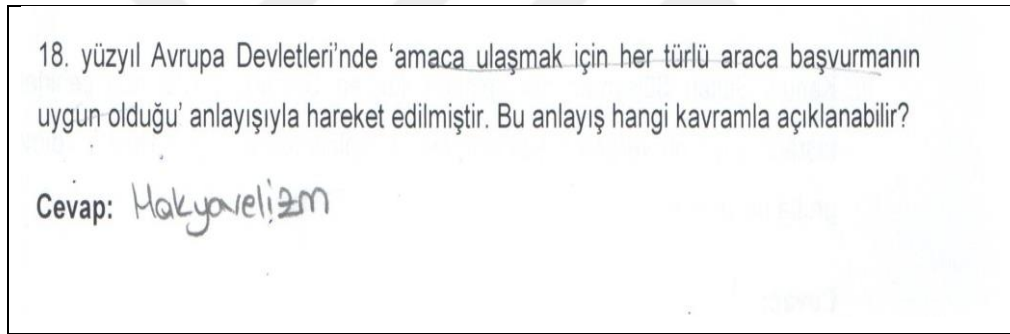 18. yüzyıl Avrupa Devletleri'nde 'amaca ulaşmak için her türlü araca başvurmanın
uygun olduğu' anlayışıyla hareket edilmiştir. Bu anlayış hangi kavramla açıklanabilir?
Cevap: Makyavelizm